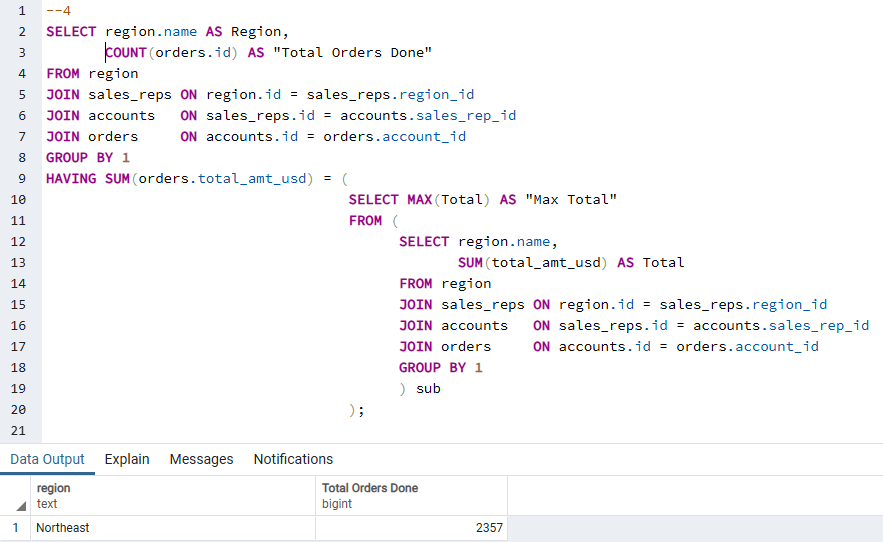 1 --4
2 SELECT region.name AS Region,
3 COUNT(orders.id) AS "Total Orders Done"
4 FROM region
5 JOIN sales_reps ON region.id = sales_reps.region_id
6 JOIN accounts ON sales_reps.id = accounts.sales_rep_id
7 JOIN orders ON accounts.id = orders.account_id
8 GROUP BY 1
9 HAVING SUM(orders.total_amt_usd) = (
10 SELECT MAX(Total) AS "Max Total"
11 FROM (
12 SELECT region.name,
13 SUM(total_amt_usd) AS Total
14 FROM region
15 JOIN sales_reps ON region.id = sales_reps.region_id
16 JOIN accounts ON sales_reps.id = accounts.sales_rep_id
17 JOIN orders ON accounts.id = orders.account_id
18 GROUP BY 1
19 ) sub
20 );
21
Data Output Explain Messages Notifications
region Total Orders Done
text bigint
1 Northeast 2357